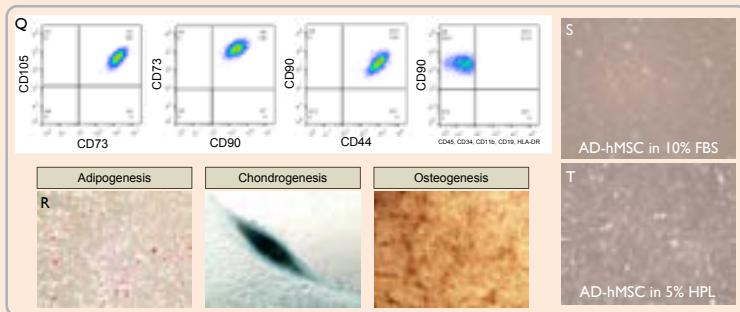 Q
CD105
CD73
CD73
CD90
CD90
CD44
CD90
CD45, CD34, CD11b, CD19, HLA-DR
S
AD-hMSC in 10% FBS
Adipogenesis
Chondrogenesis
Osteogenesis
R
T
AD-hMSC in 5% HPL